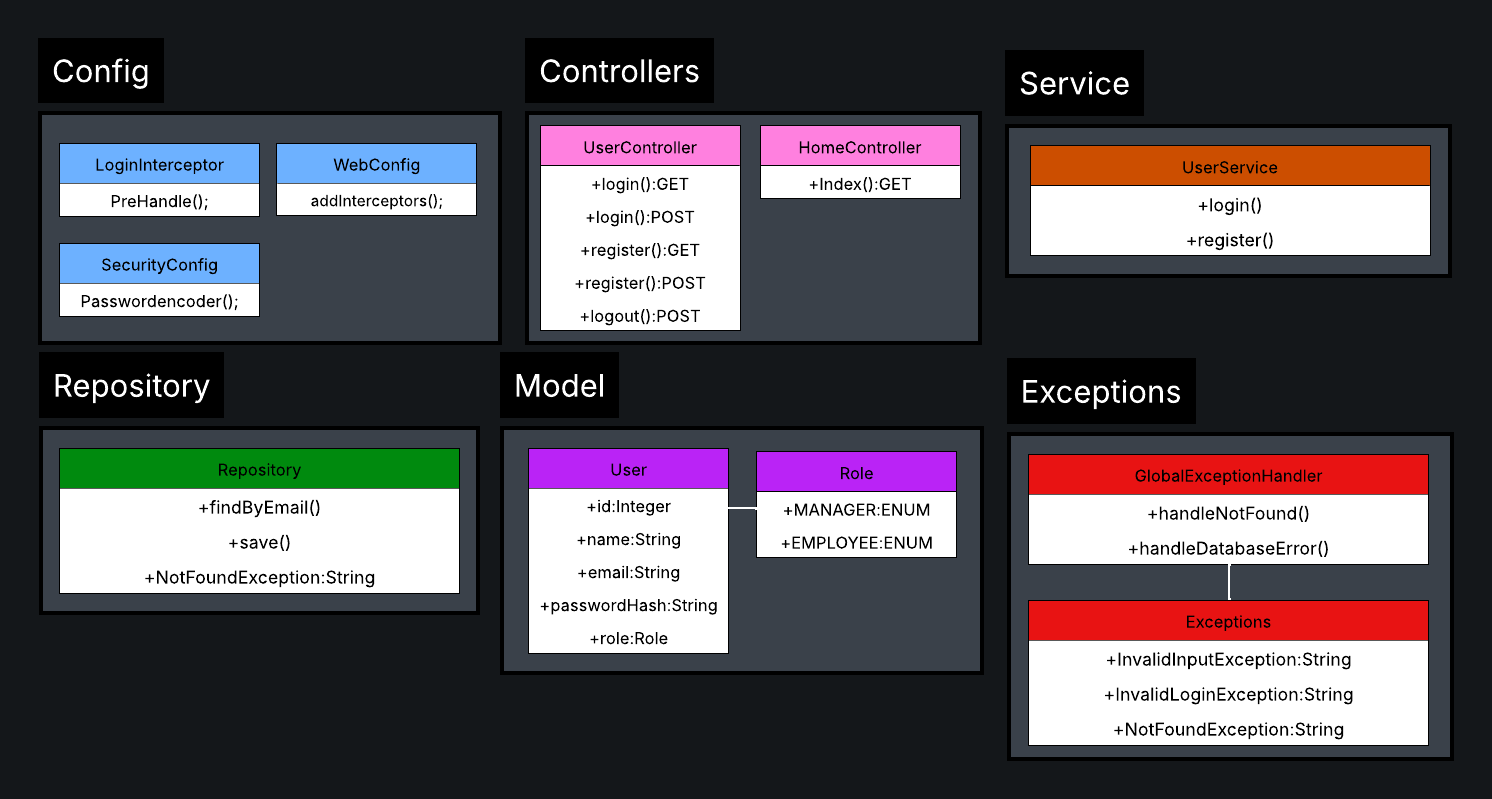 Config
LoginInterceptor
PreHandle();
WebConfig
addInterceptors();
SecurityConfig
Passwordencoder();
Controllers
UserController
+login():GET
+login():POST
+register():GET
+register():POST
+logout():POST
HomeController
+Index():GET
Service
UserService
+login()
+register()
Repository
Repository
+findByEmail()
+save()
+NotFoundException:String
Model
User
+id:Integer
+name:String
+email:String
+passwordHash:String
+role:Role
Role
+MANAGER:ENUM
+EMPLOYEE:ENUM
Exceptions
GlobalExceptionHandler
+handleNotFound()
+handleDatabaseError()
Exceptions
+InvalidInputException:String
+InvalidLoginException:String
+NotFoundException:String